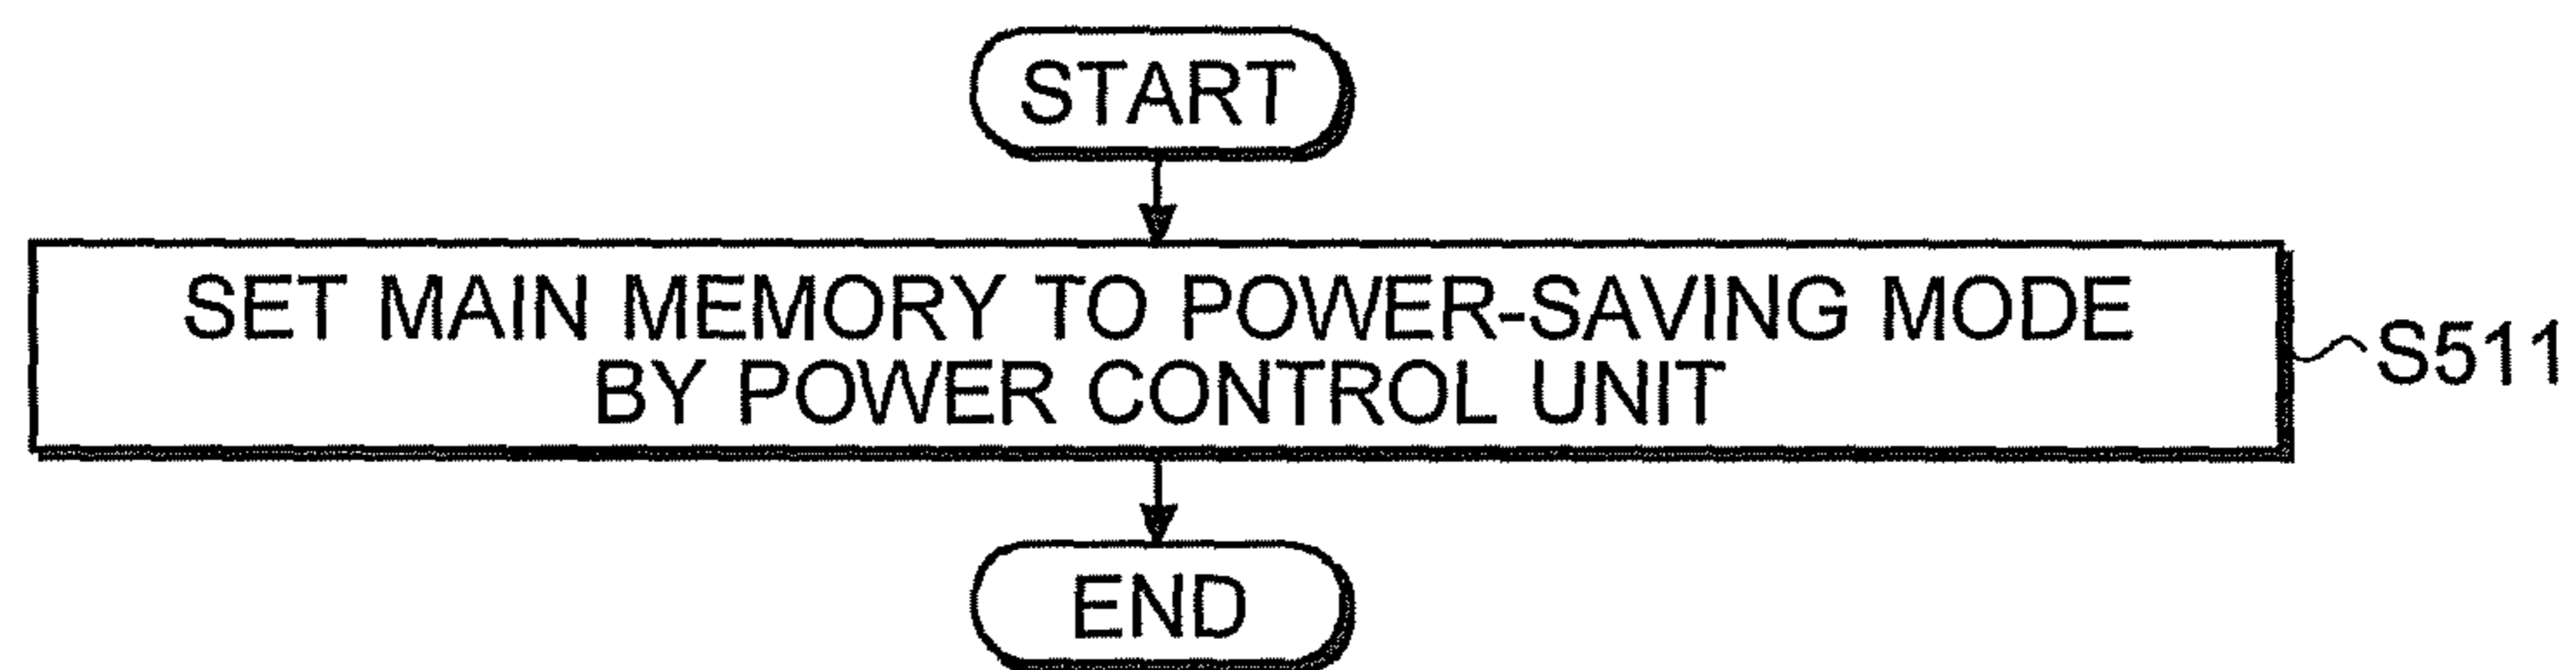 START
SET MAIN MEMORY TO POWER-SAVING MODE
BY POWER CONTROL UNIT
S511
END